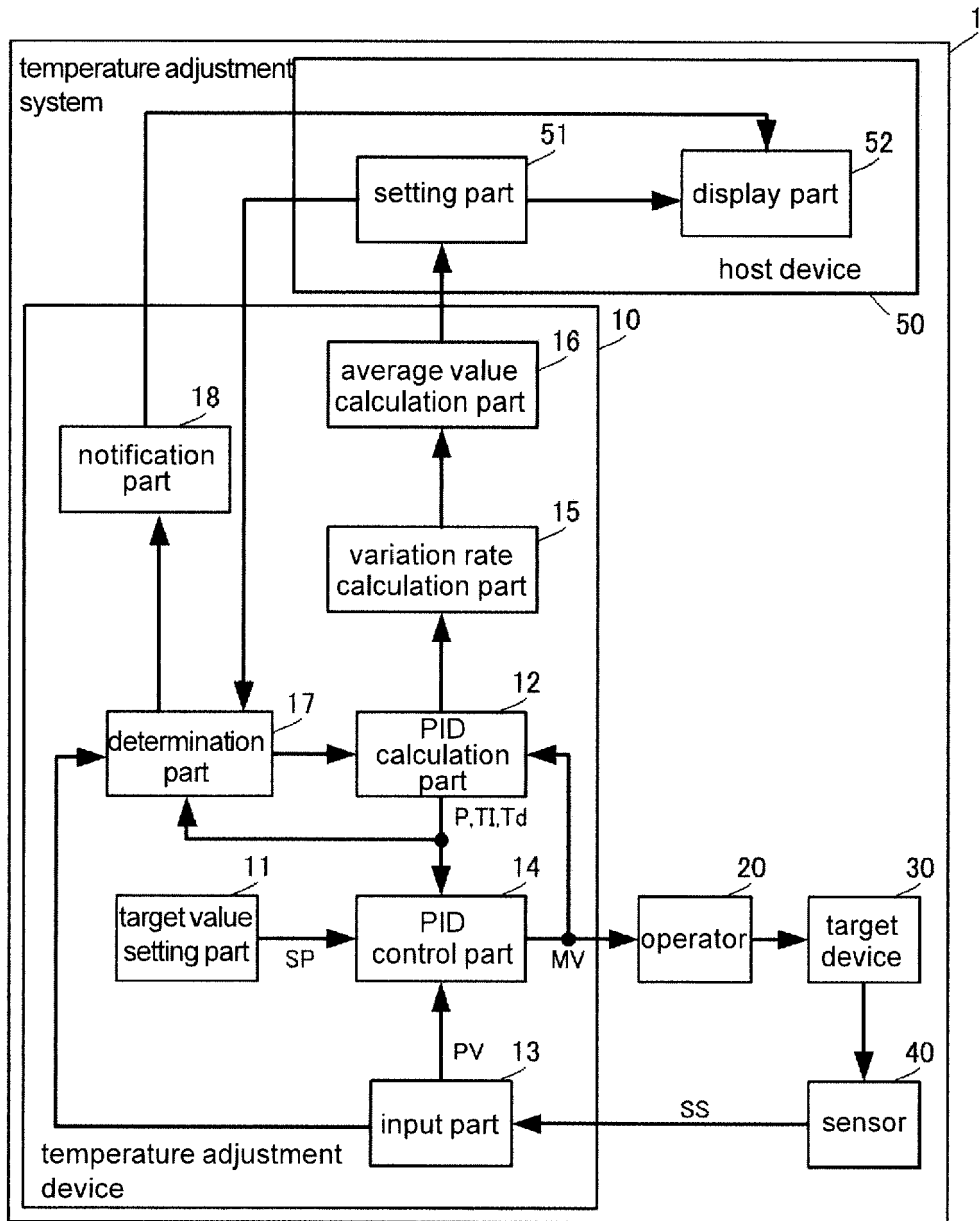 1
temperature adjustment
system
51
setting part
52
display part
host device
50
10
16
average value
calculation part
18
notification
part
15
variation rate
calculation part
17
determination
part
12
PID
calculation
part
P,TI,Td
11
target value
setting part
SP
14
PID
control part
MV
20
operator
30
target
device
PV
13
input part
SS
40
sensor
temperature adjustment
device